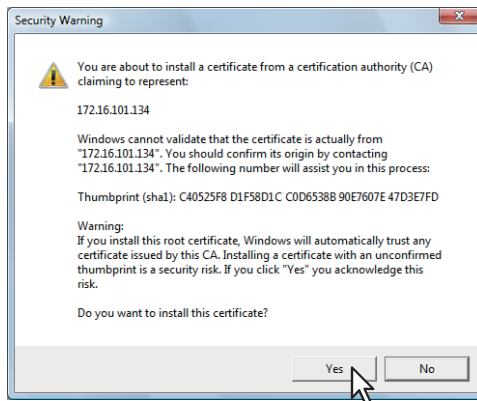 Security Warning
You are about to install a certificate from a certification authority (CA)
claiming to represent:
172.16.101.134
Windows cannot validate that the certificate is actually from
"172.16.101.134". You should confirm its origin by contacting
"172.16.101.134". The following number will assist you in this process:
Thumbprint (sha1): C40525F8 D1F58D1C C0D6538B 90E7607E 47D3E7FD
Warning:
If you install this root certificate, Windows will automatically trust any
certificate issued by this CA. Installing a certificate with an unconfirmed
thumbprint is a security risk. If you click "Yes" you acknowledge this
risk.
Do you want to install this certificate?
Yes
No